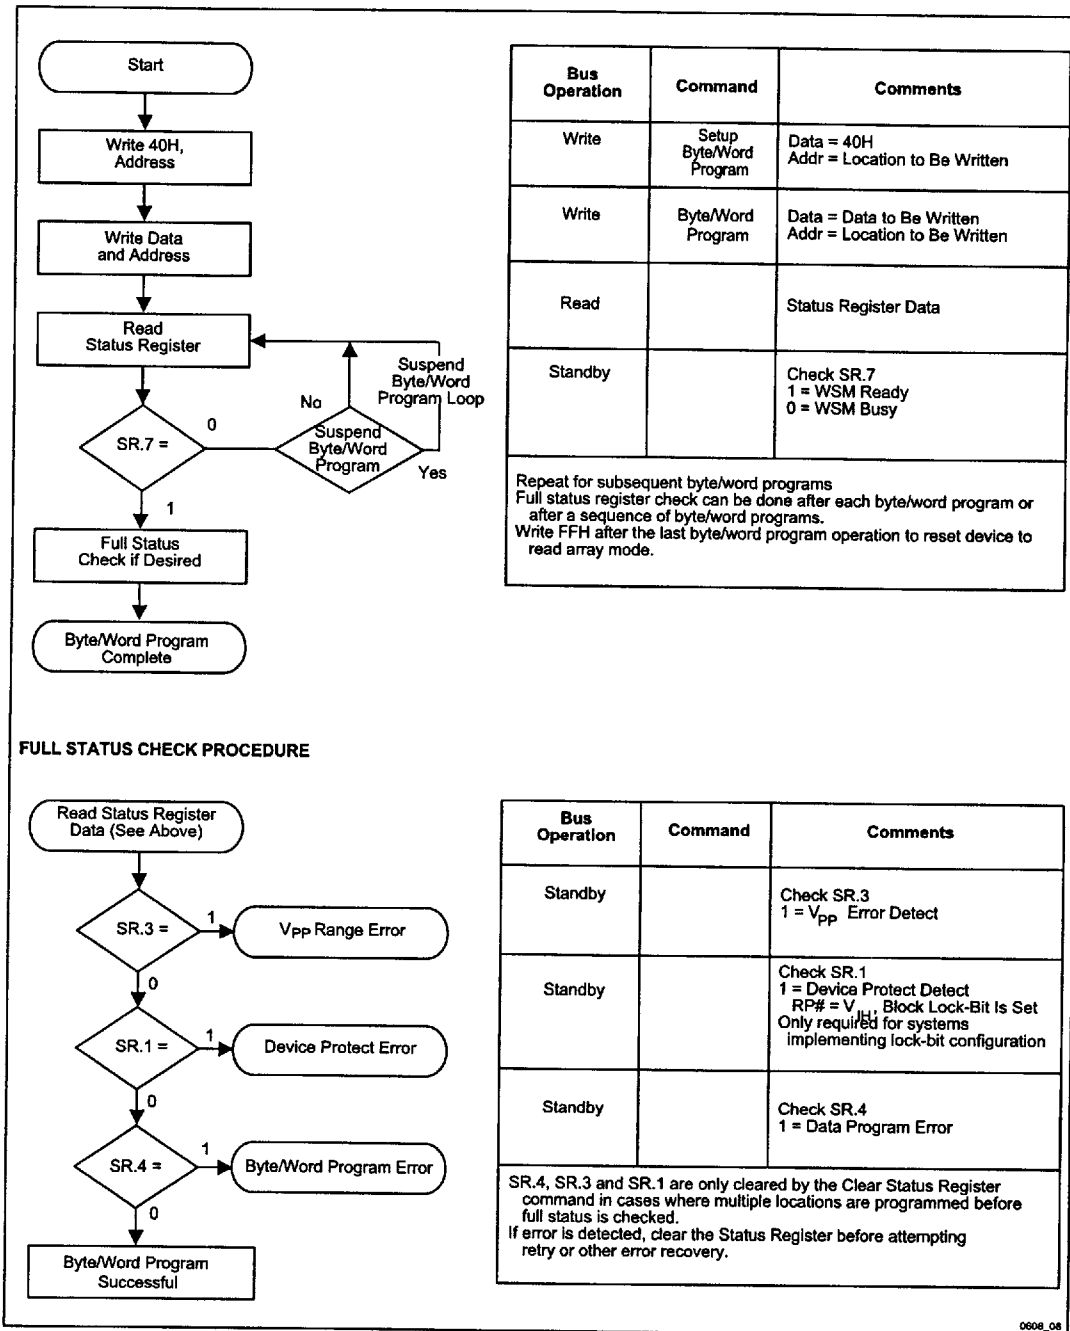 Start
Write 40H,
Address
Write Data
and Address
Read
Status Register
SR.7 =
0
1
No
Suspend
Byte/Word
Program
Yes
Suspend
Byte/Word
Program Loop
Full Status
Check if Desired
Byte/Word Program
Complete
Bus
Operation
Command
Comments
Write
Setup
Byte/Word
Program
Data = 40H
Addr = Location to Be Written
Write
Byte/Word
Program
Data = Data to Be Written
Addr = Location to Be Written
Read
Status Register Data
Standby
Check SR.7
1 = WSM Ready
0 = WSM Busy
Repeat for subsequent byte/word programs
Full status register check can be done after each byte/word program or
after a sequence of byte/word programs.
Write FFH after the last byte/word program operation to reset device to
read array mode.
FULL STATUS CHECK PROCEDURE
Read Status Register
Data (See Above)
SR.3 =
1
VPP Range Error
0
SR.1 =
1
Device Protect Error
0
SR.4 =
1
Byte/Word Program Error
0
Byte/Word Program
Successful
Bus
Operation
Command
Comments
Standby
Check SR.3
1 = VPP Error Detect
Standby
Check SR.1
1 = Device Protect Detect
RP# = VIH, Block Lock-Bit Is Set
Only required for systems
implementing lock-bit configuration
Standby
Check SR.4
1 = Data Program Error
SR.4, SR.3 and SR.1 are only cleared by the Clear Status Register
command in cases where multiple locations are programmed before
full status is checked.
If error is detected, clear the Status Register before attempting
retry or other error recovery.
0608_08